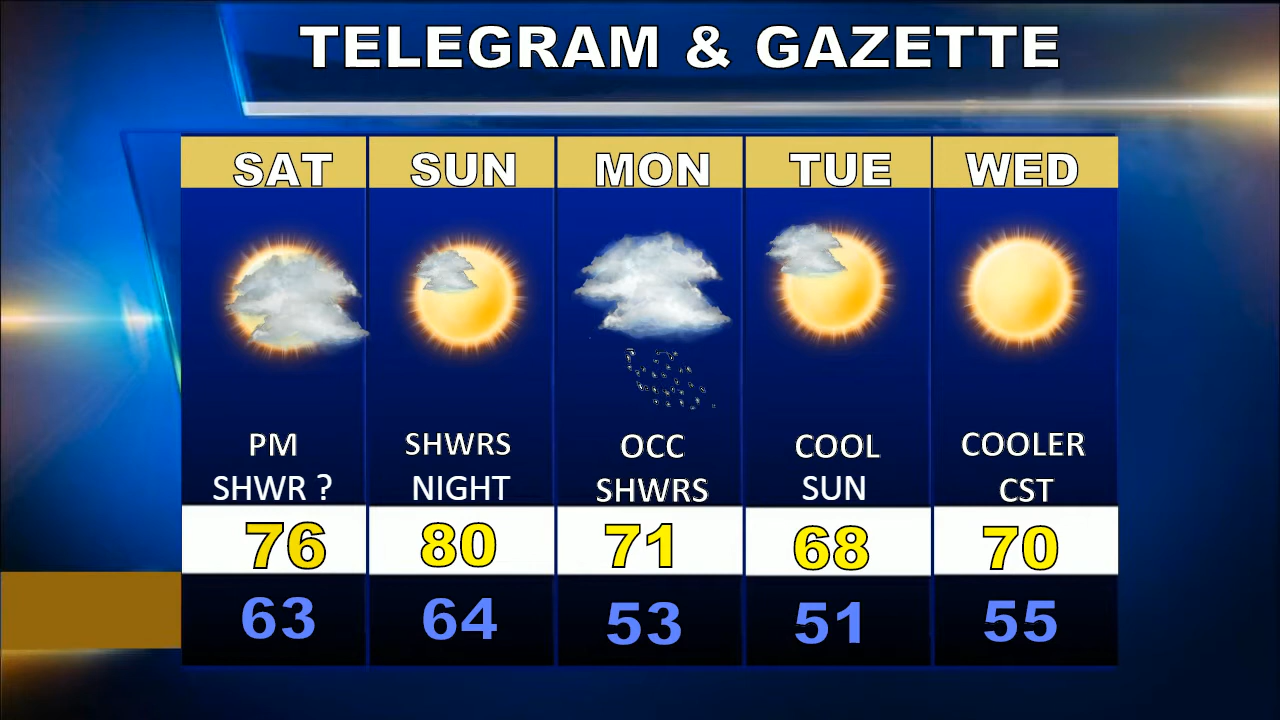 TELEGRAM & GAZETTE
SAT SUN MON TUE WED
PM SHWRS OCC COOL COOLER
SHWR ? NIGHT SHWRS SUN CST
76 80 71 68 70
63 64 53 51 55